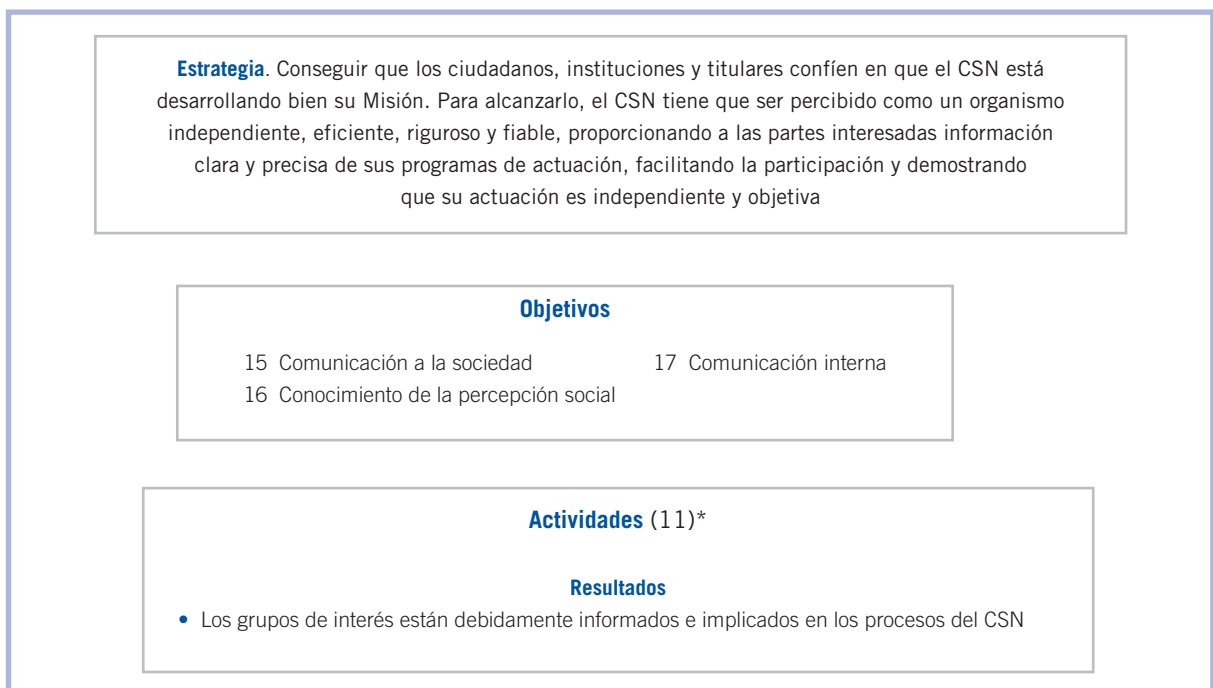 Estrategia. Conseguir que los ciudadanos, instituciones y titulares confíen en que el CSN está
desarrollando bien su Misión. Para alcanzarlo, el CSN tiene que ser percibido como un organismo
independiente, eficiente, riguroso y fiable, proporcionando a las partes interesadas información
clara y precisa de sus programas de actuación, facilitando la participación y demostrando
que su actuación es independiente y objetiva
Objetivos
15 Comunicación a la sociedad
16 Conocimiento de la percepción social
17 Comunicación interna
Actividades (11)*
Resultados
• Los grupos de interés están debidamente informados e implicados en los procesos del CSN